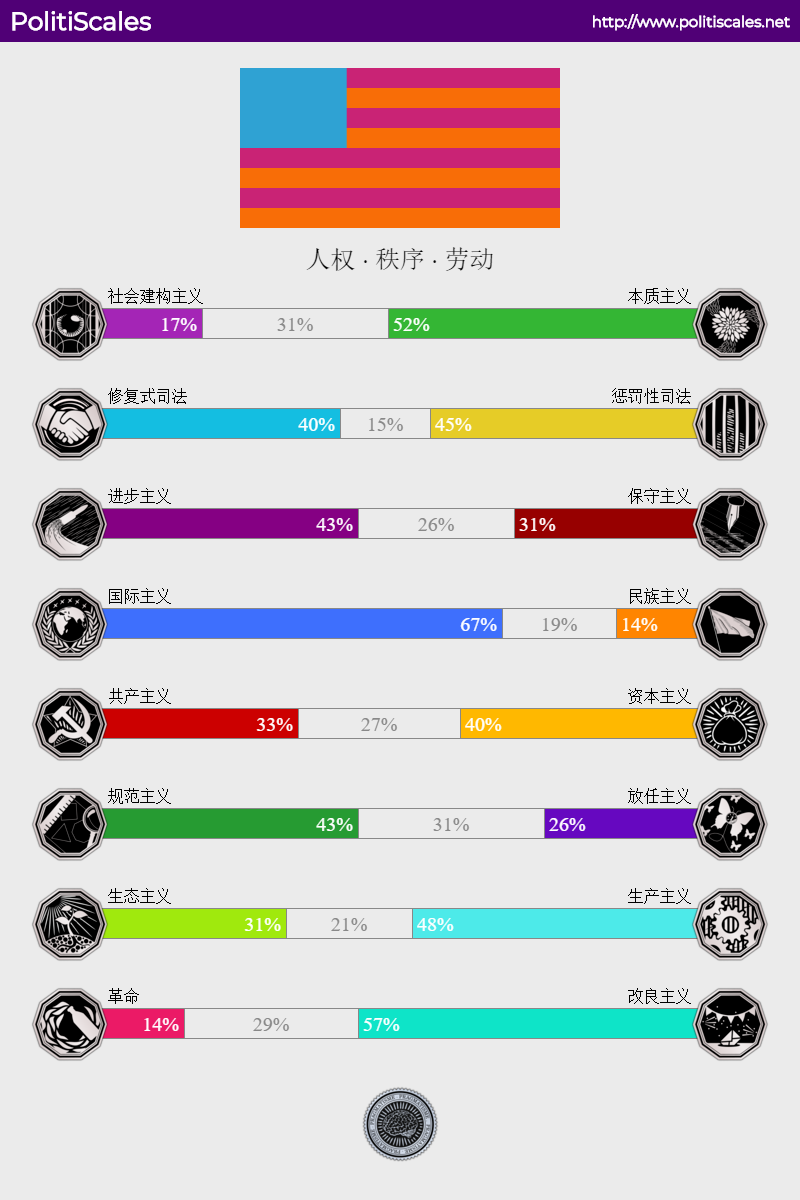 PolitiScales http://www.politiscales.net
人权 · 秩序 · 劳动
社会建构主义 本质主义
17% 31% 52%
修复式司法 惩罚性司法
40% 15% 45%
进步主义 保守主义
43% 26% 31%
国际主义 民族主义
67% 19% 14%
共产主义 资本主义
33% 27% 40%
规范主义 放任主义
43% 31% 26%
生态主义 生产主义
31% 21% 48%
革命 改良主义
14% 29% 57%